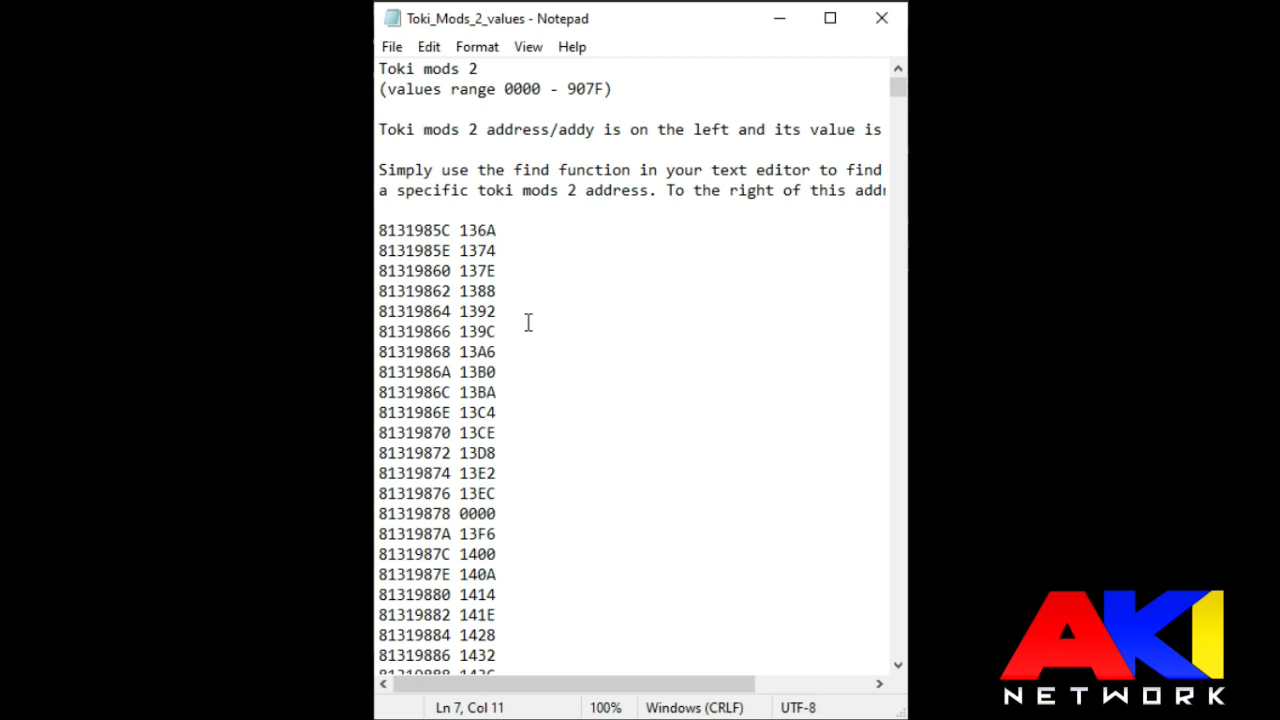 Toki_Mods_2_values - Notepad
File Edit Format View Help
Toki mods 2
(values range 0000 - 907F)
Toki mods 2 address/addy is on the left and its value is
Simply use the find function in your text editor to find
a specific toki mods 2 address. To the right of this addr
8131985C 136A
8131985E 1374
81319860 137E
81319862 1388
81319864 1392
81319866 139C
81319868 13A6
8131986A 13B0
8131986C 13BA
8131986E 13C4
81319870 13CE
81319872 13D8
81319874 13E2
81319876 13EC
81319878 0000
8131987A 13F6
8131987C 1400
8131987E 140A
81319880 1414
81319882 141E
81319884 1428
81319886 1432
Ln 7, Col 11 100% Windows (CRLF) UTF-8
AKI
NETWORK